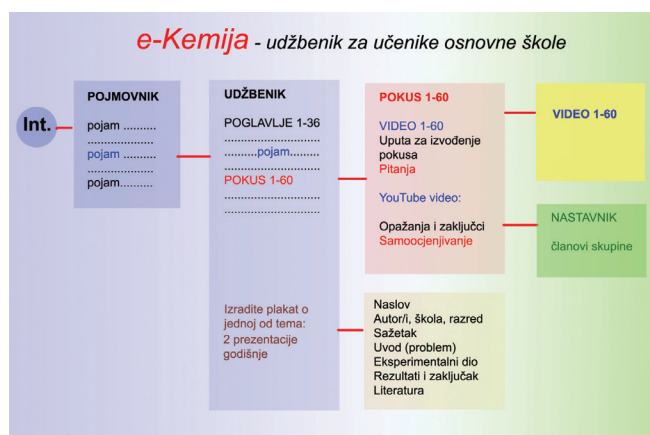 e-Kemija - udžbenik za učenike osnovne škole
Int.
POJMOVNIK
pojam ..........
..................
pojam ..........
..................
pojam..........
UDŽBENIK
POGLAVLJE 1-36
..........................
.........pojam........
..........................
POKUS 1-60
..........................
..........................
Izradite plakat o
jednoj od tema:
2 prezentacije
godišnje
POKUS 1-60
VIDEO 1-60
Uputa za izvođenje
pokusa
Pitanja
YouTube video:
Opažanja i zaključci
Samoocjenjivanje
Naslov
Autor/i, škola, razred
Sažetak
Uvod (problem)
Eksperimentalni dio
Rezultati i zaključak
Literatura
VIDEO 1-60
NASTAVNIK
članovi skupine